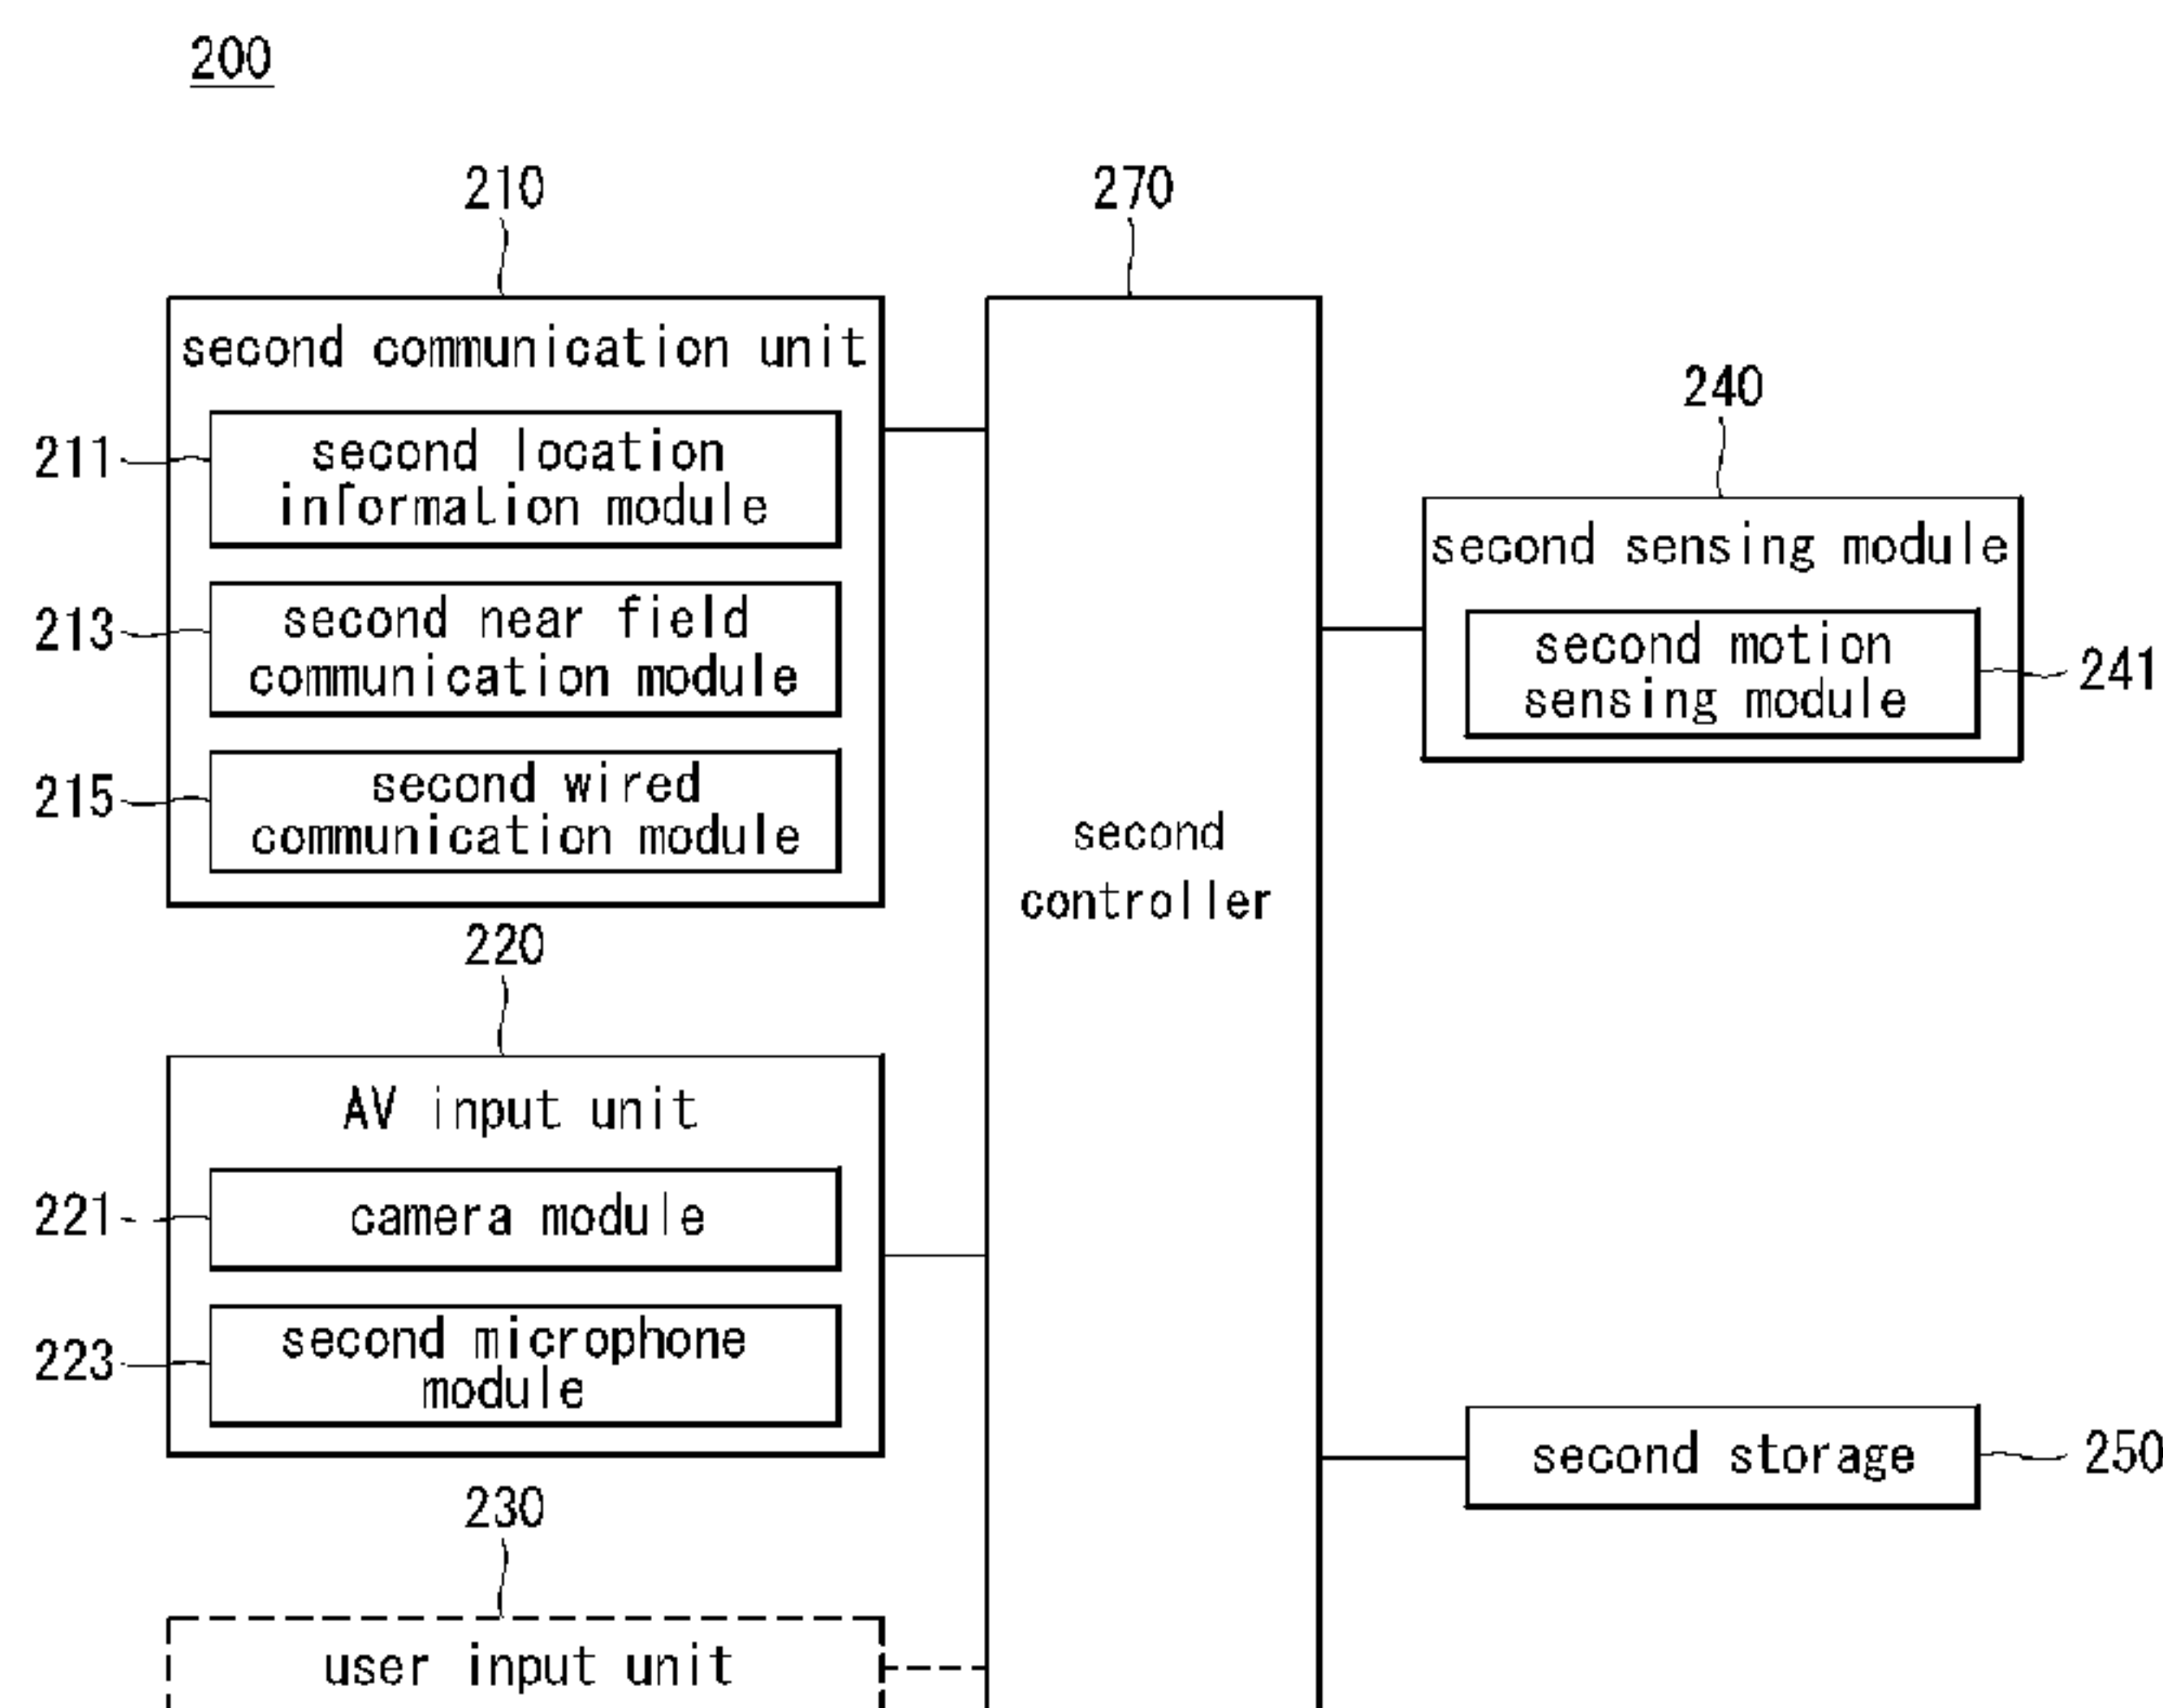 200
210
second communication unit
211
second location
information module
213
second near field
communication module
215
second wired
communication module
220
AV input unit
221
camera module
223
second microphone
module
230
user input unit
270
second
controller
240
second sensing module
second motion
sensing module
241
second storage
250